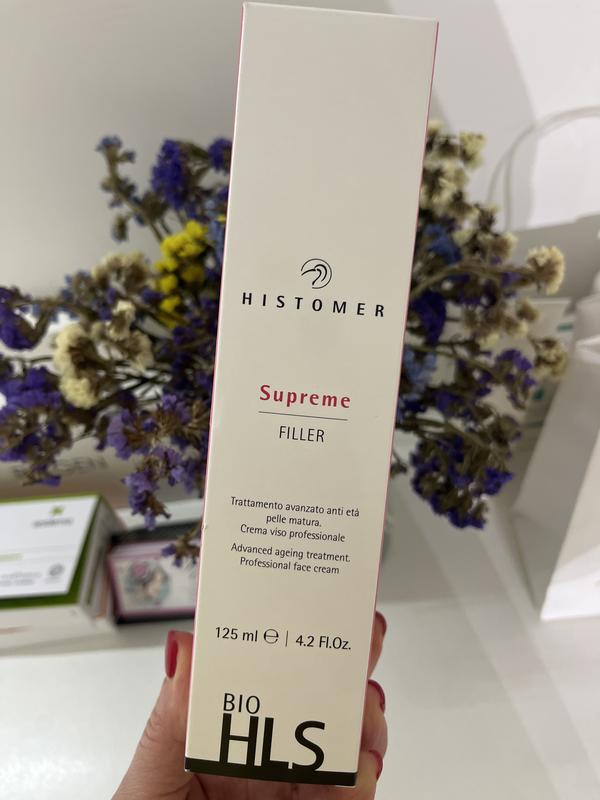 HISTOMER
Supreme
FILLER
Trattamento avanzato anti età
pelle matura.
Crema viso professionale
Advanced ageing treatment.
Professional face cream
125 ml ℮ | 4.2 Fl.Oz.
BIO
HLS